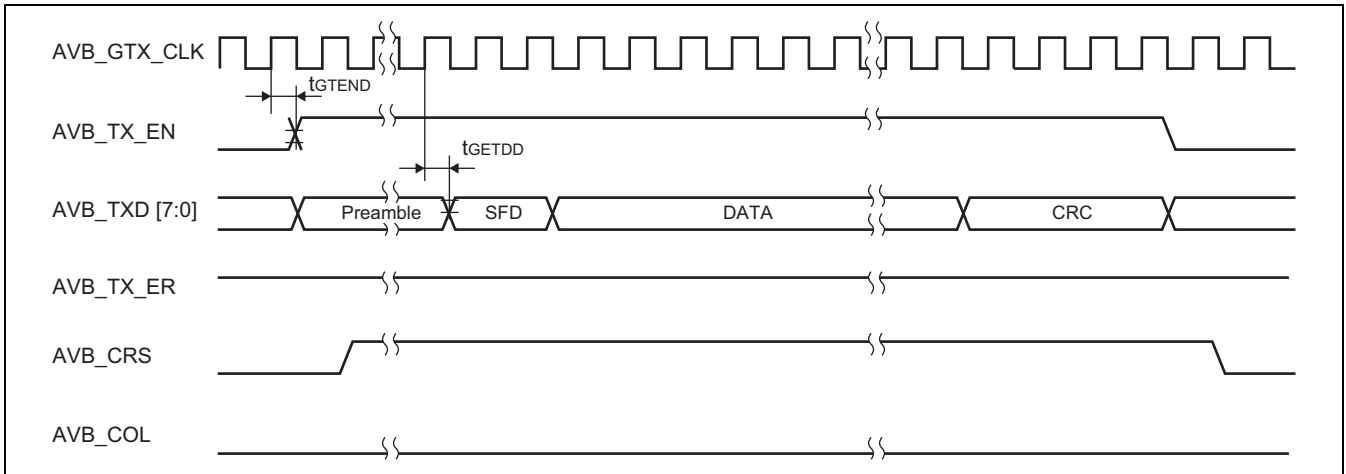 AVB_GTX_CLK
tGTEND
AVB_TX_EN
tGETDD
AVB_TXD [7:0]
Preamble SFD DATA CRC
AVB_TX_ER
AVB_CRS
AVB_COL